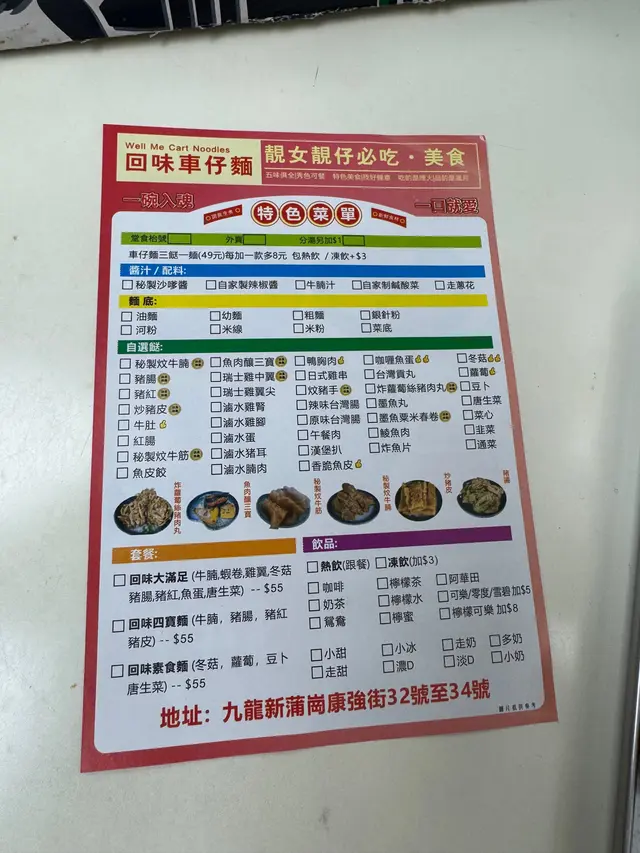 Well Me Cart Noodles
回味車仔麵
靚女靚仔必吃·美食
一碗入魂
一口就愛
特色菜單
堂食枱號 外賣 分湯另加$1
車仔麵三餸一麵(49元)每加一款多8元 包熱飲 / 凍飲+$3
醬汁 / 配料:
秘製沙嗲醬 自家製辣椒醬 牛腩汁 自家制鹹酸菜 走蔥花
麵底:
油麵 幼麵 粗麵 銀針粉
河粉 米線 米粉 菜底
自選餸:
秘製炆牛腩 魚肉釀三寶 鴨胸肉 咖喱魚蛋 冬菇
豬腸 瑞士雞中翼 日式雞串 台灣貢丸 蘿蔔
豬紅 瑞士雞翼尖 炆豬手 炸蘿蔔絲豬肉丸 豆卜
炒豬皮 滷水雞腎 辣味台灣腸 墨魚丸 唐生菜
牛肚 滷水雞腳 原味台灣腸 墨魚粟米春卷 菜心
紅腸 滷水蛋 午餐肉 鯪魚肉 韭菜
秘製炆牛筋 滷水猪耳 漢堡扒 炸魚片 通菜
魚皮餃 滷水腩肉 香脆魚皮
炸蘿蔔絲豬肉丸
魚肉釀三寶
秘製炆牛筋
秘製炆牛腩
炒豬皮
豬腸
套餐:
回味大滿足 (牛腩,蝦卷,雞翼,冬菇
豬腸,豬紅,魚蛋,唐生菜) -- $55
回味四寶麵 (牛腩，豬腸，豬紅
豬皮) -- $55
回味素食麵 (冬菇，蘿蔔，豆卜
唐生菜) -- $55
飲品:
熱飲(跟餐) 凍飲(加$3)
咖啡 檸檬茶 阿華田
奶茶 檸檬水 可樂/零度/雪碧 加$5
鴛鴦 檸蜜 檸檬可樂 加$8
小甜 小冰 走奶 多奶
走甜 濃D 淡D 小奶
地址：九龍新蒲崗康強街32號至34號
圖片祇供參考